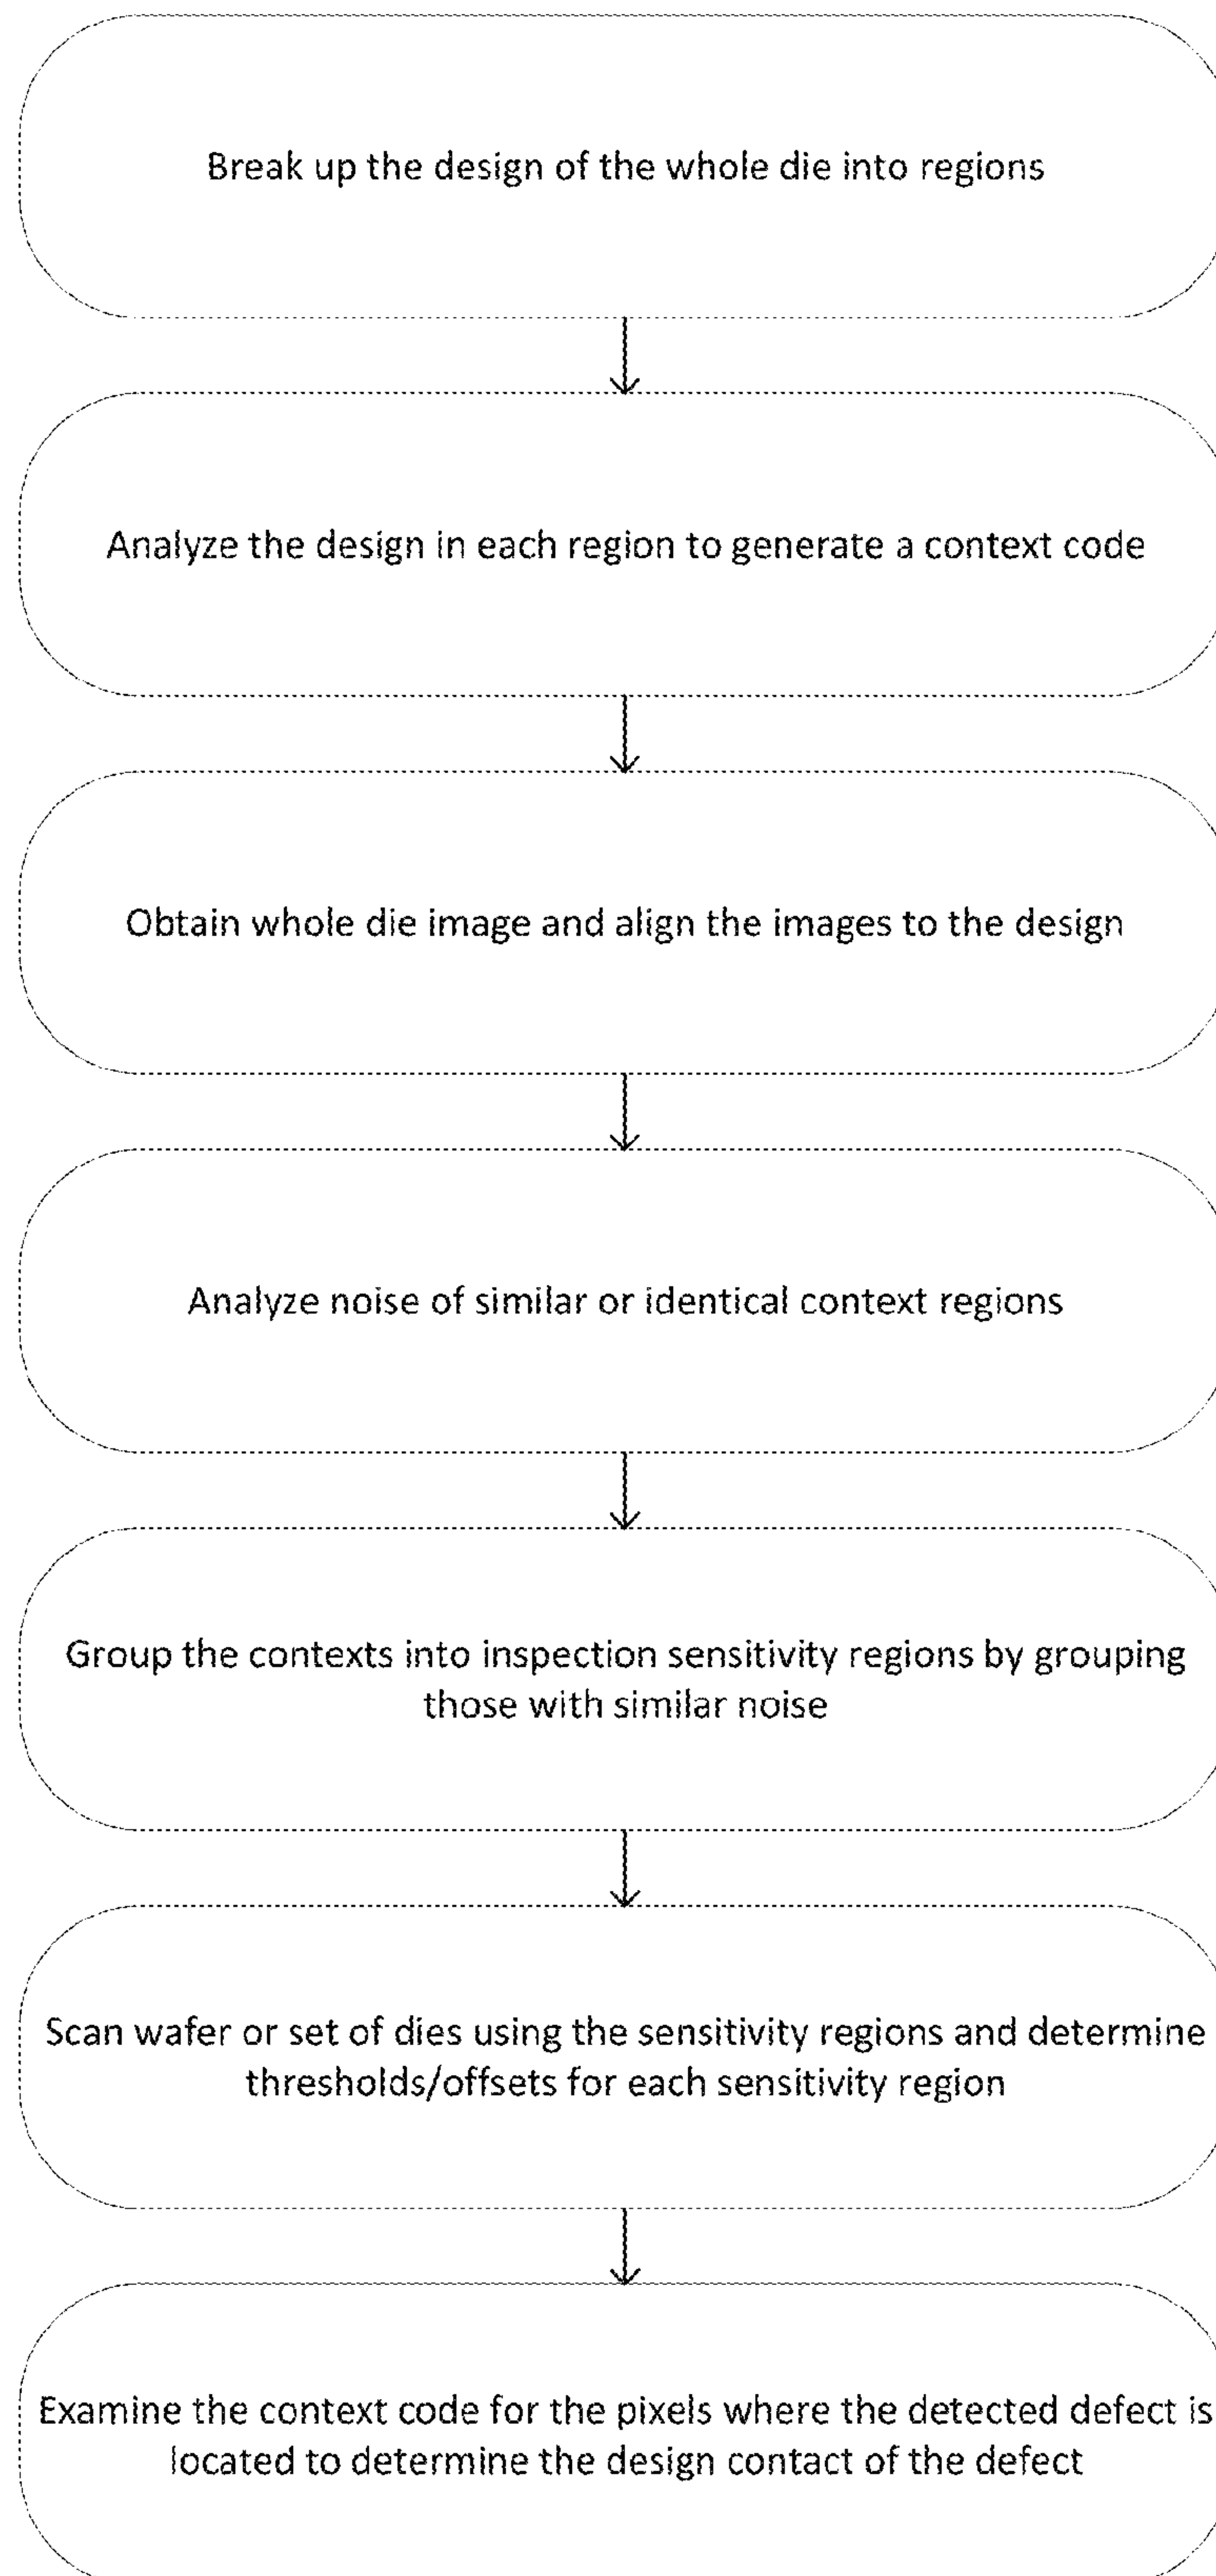 Break up the design of the whole die into regions
Analyze the design in each region to generate a context code
Obtain whole die image and align the images to the design
Analyze noise of similar or identical context regions
Group the contexts into inspection sensitivity regions by grouping
those with similar noise
Scan wafer or set of dies using the sensitivity regions and determine
thresholds/offsets for each sensitivity region
Examine the context code for the pixels where the detected defect is
located to determine the design contact of the defect